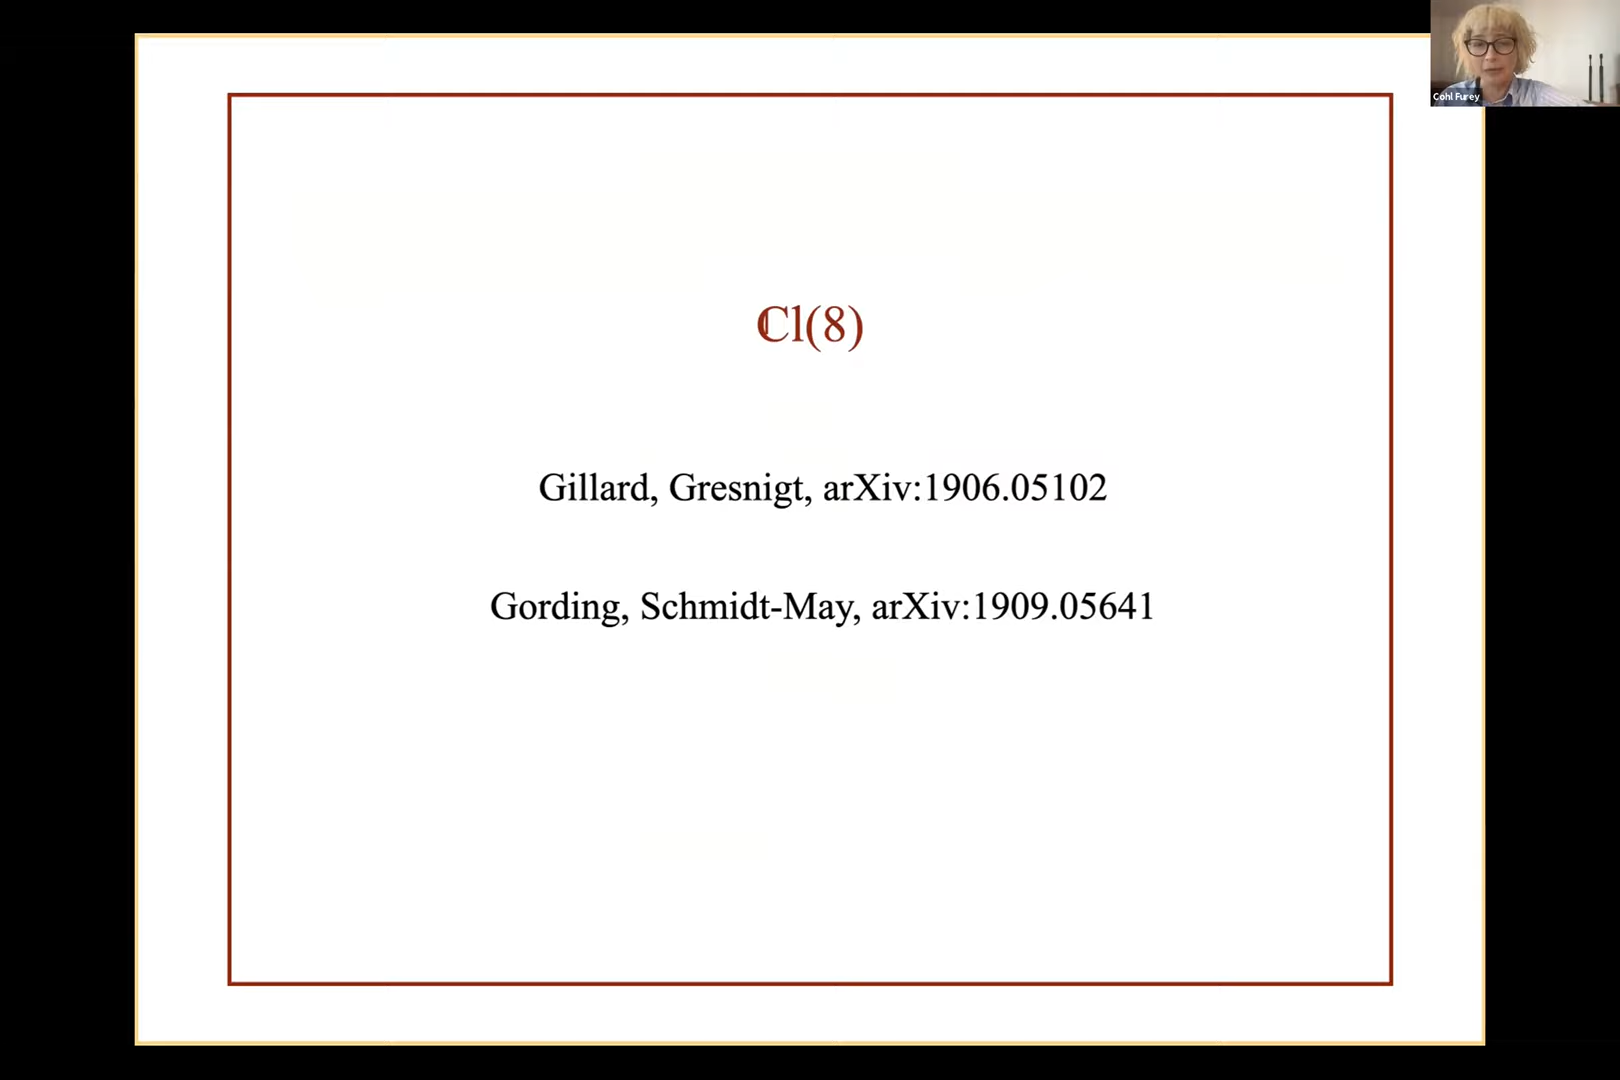 Cohl Furey
ℂl(8)
Gillard, Gresnigt, arXiv:1906.05102
Gording, Schmidt-May, arXiv:1909.05641